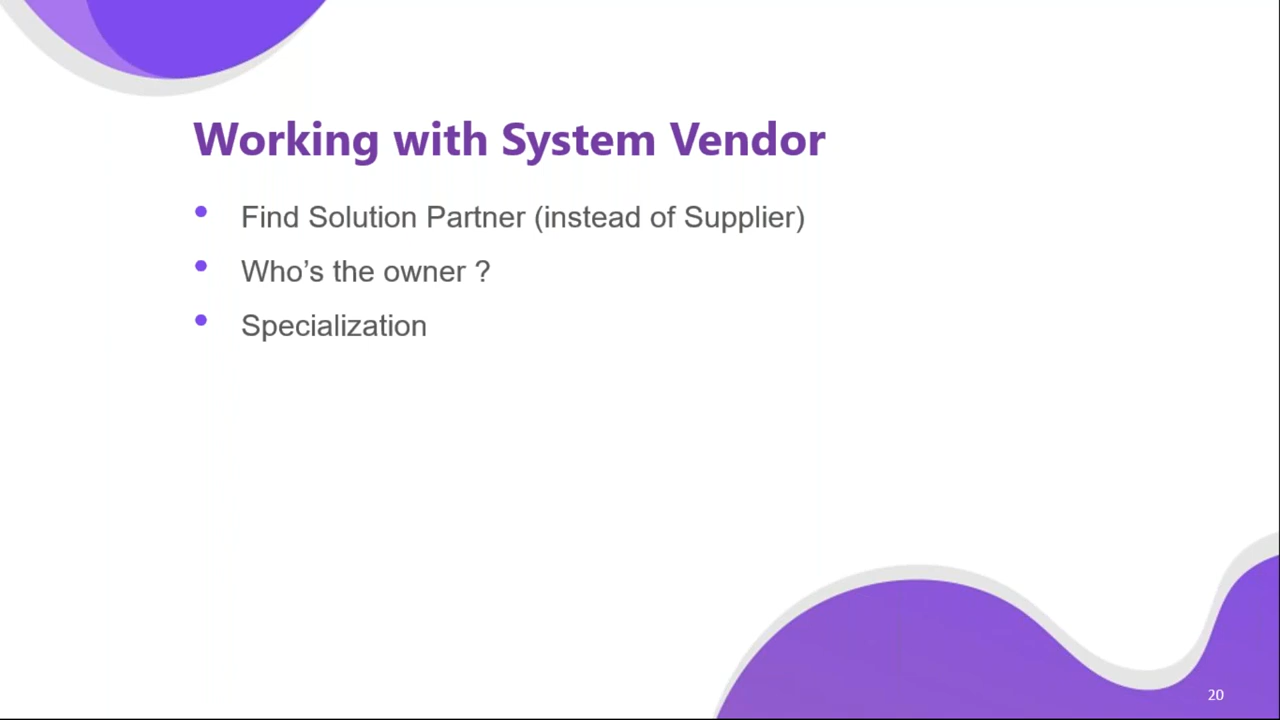 Working with System Vendor
Find Solution Partner (instead of Supplier)
Who’s the owner ?
Specialization
20